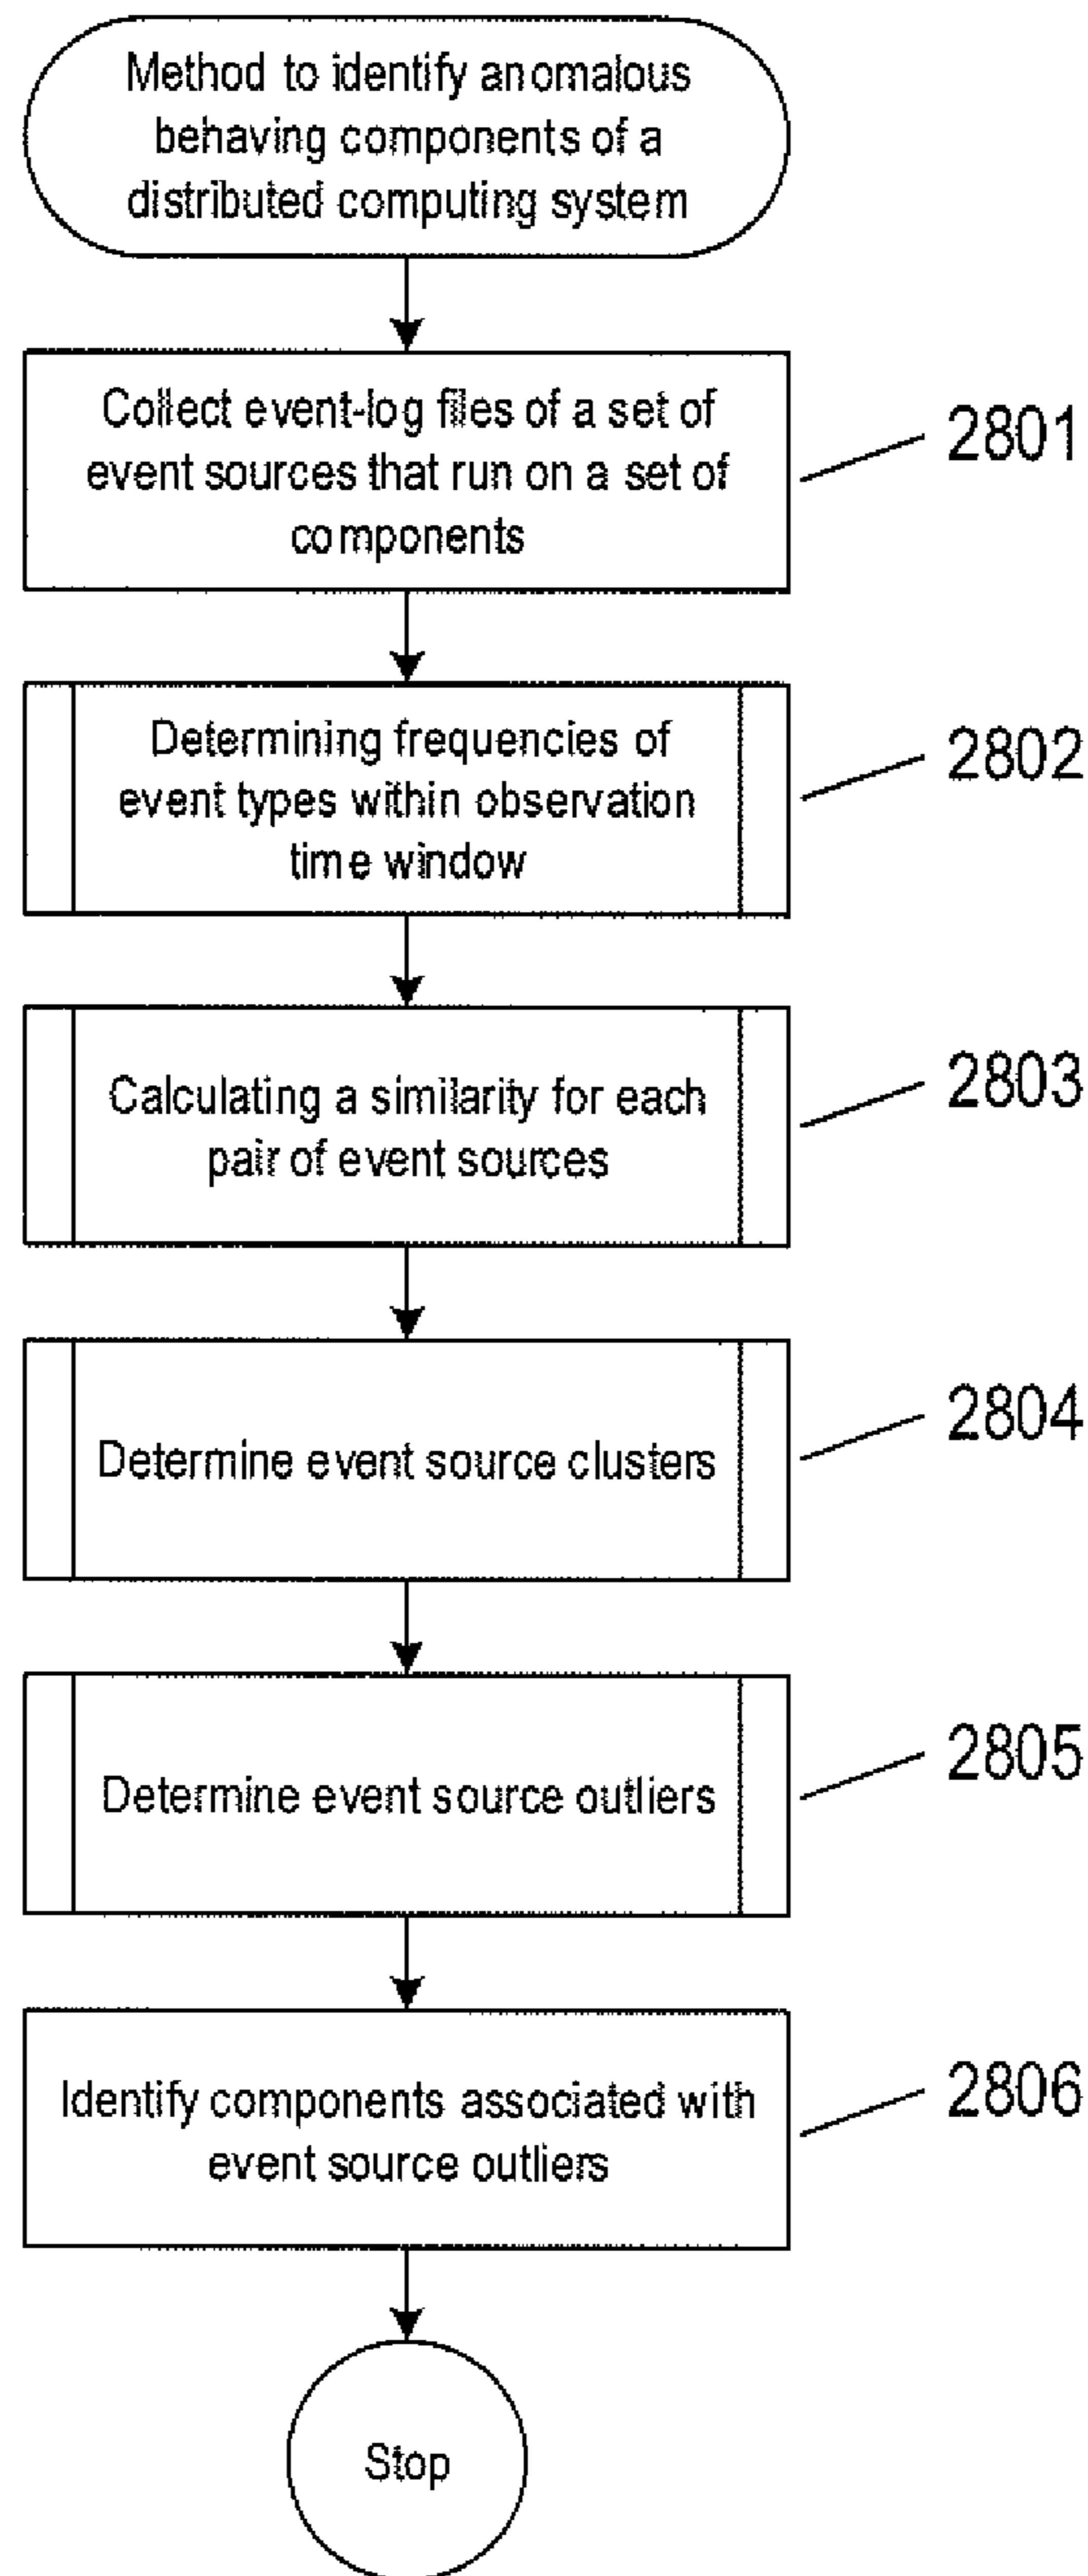 Method to identify anomalous
behaving components of a
distributed computing system
Collect event-log files of a set of
event sources that run on a set of
components
2801
Determining frequencies of
event types within observation
time window
2802
Calculating a similarity for each
pair of event sources
2803
Determine event source clusters
2804
Determine event source outliers
2805
Identify components associated with
event source outliers
2806
Stop